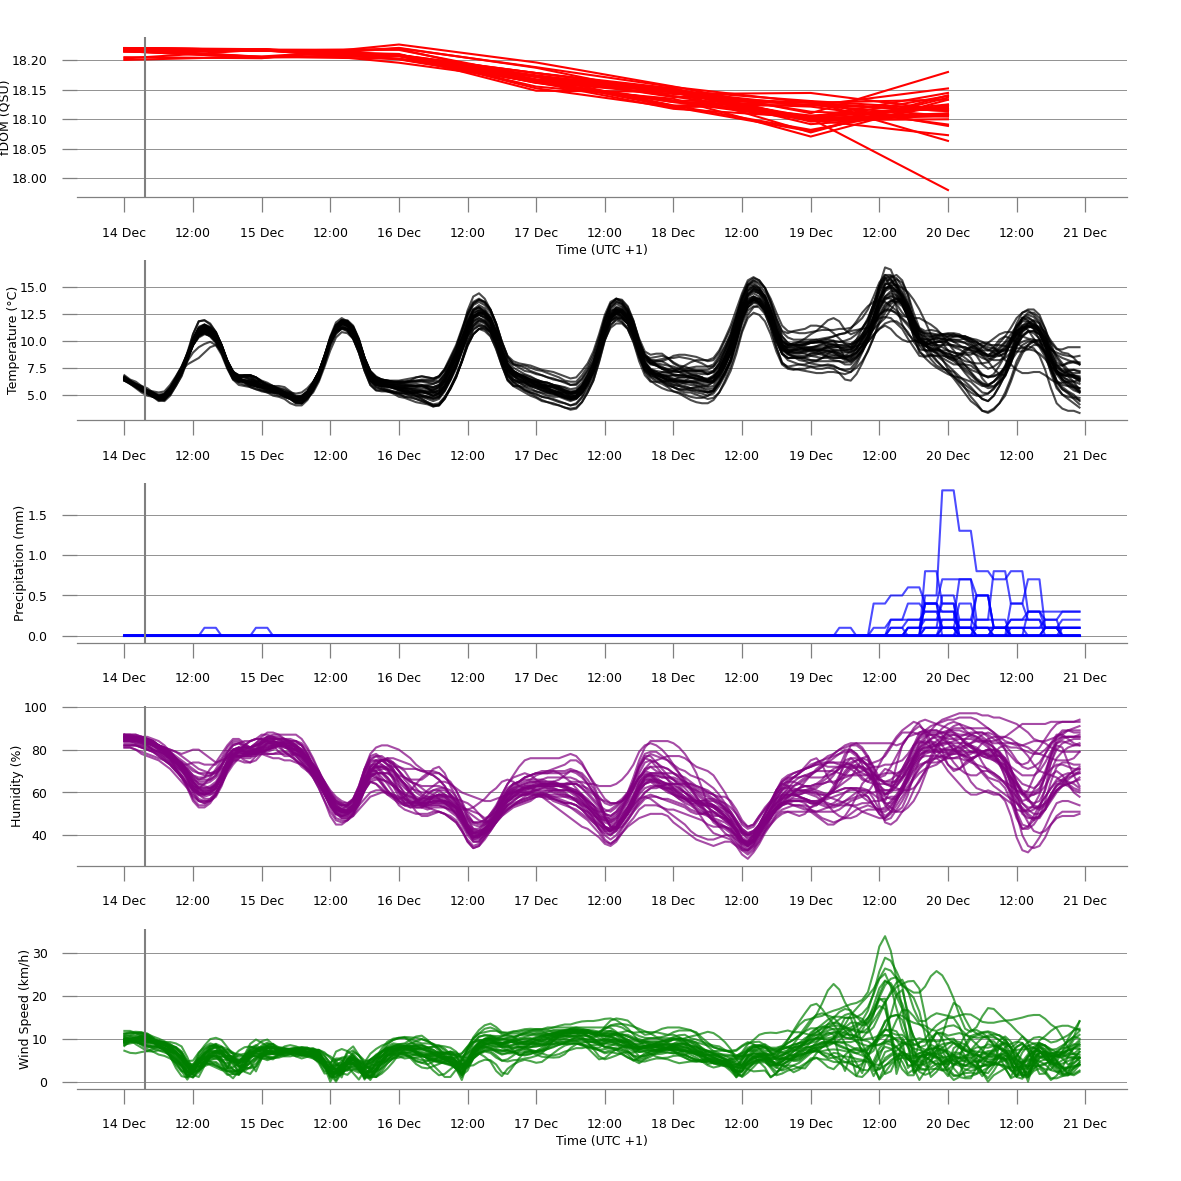 fDOM (QSU)
18.20
18.15
18.10
18.05
18.00
14 Dec 12:00 15 Dec 12:00 16 Dec 12:00 17 Dec 12:00 18 Dec 12:00 19 Dec 12:00 20 Dec 12:00 21 Dec
Time (UTC +1)
Temperature (°C)
15.0
12.5
10.0
7.5
5.0
14 Dec 12:00 15 Dec 12:00 16 Dec 12:00 17 Dec 12:00 18 Dec 12:00 19 Dec 12:00 20 Dec 12:00 21 Dec
Precipitation (mm)
1.5
1.0
0.5
0.0
14 Dec 12:00 15 Dec 12:00 16 Dec 12:00 17 Dec 12:00 18 Dec 12:00 19 Dec 12:00 20 Dec 12:00 21 Dec
Humidity (%)
100
80
60
40
14 Dec 12:00 15 Dec 12:00 16 Dec 12:00 17 Dec 12:00 18 Dec 12:00 19 Dec 12:00 20 Dec 12:00 21 Dec
Wind Speed (km/h)
30
20
10
0
14 Dec 12:00 15 Dec 12:00 16 Dec 12:00 17 Dec 12:00 18 Dec 12:00 19 Dec 12:00 20 Dec 12:00 21 Dec
Time (UTC +1)